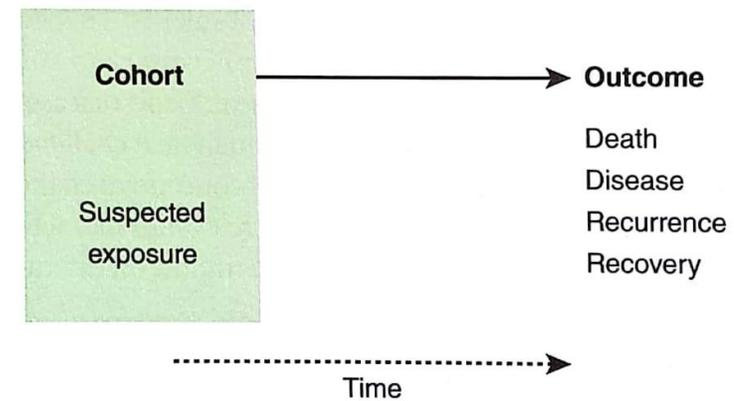 Cohort
Outcome
Death
Disease
Recurrence
Recovery
Suspected
exposure
Time